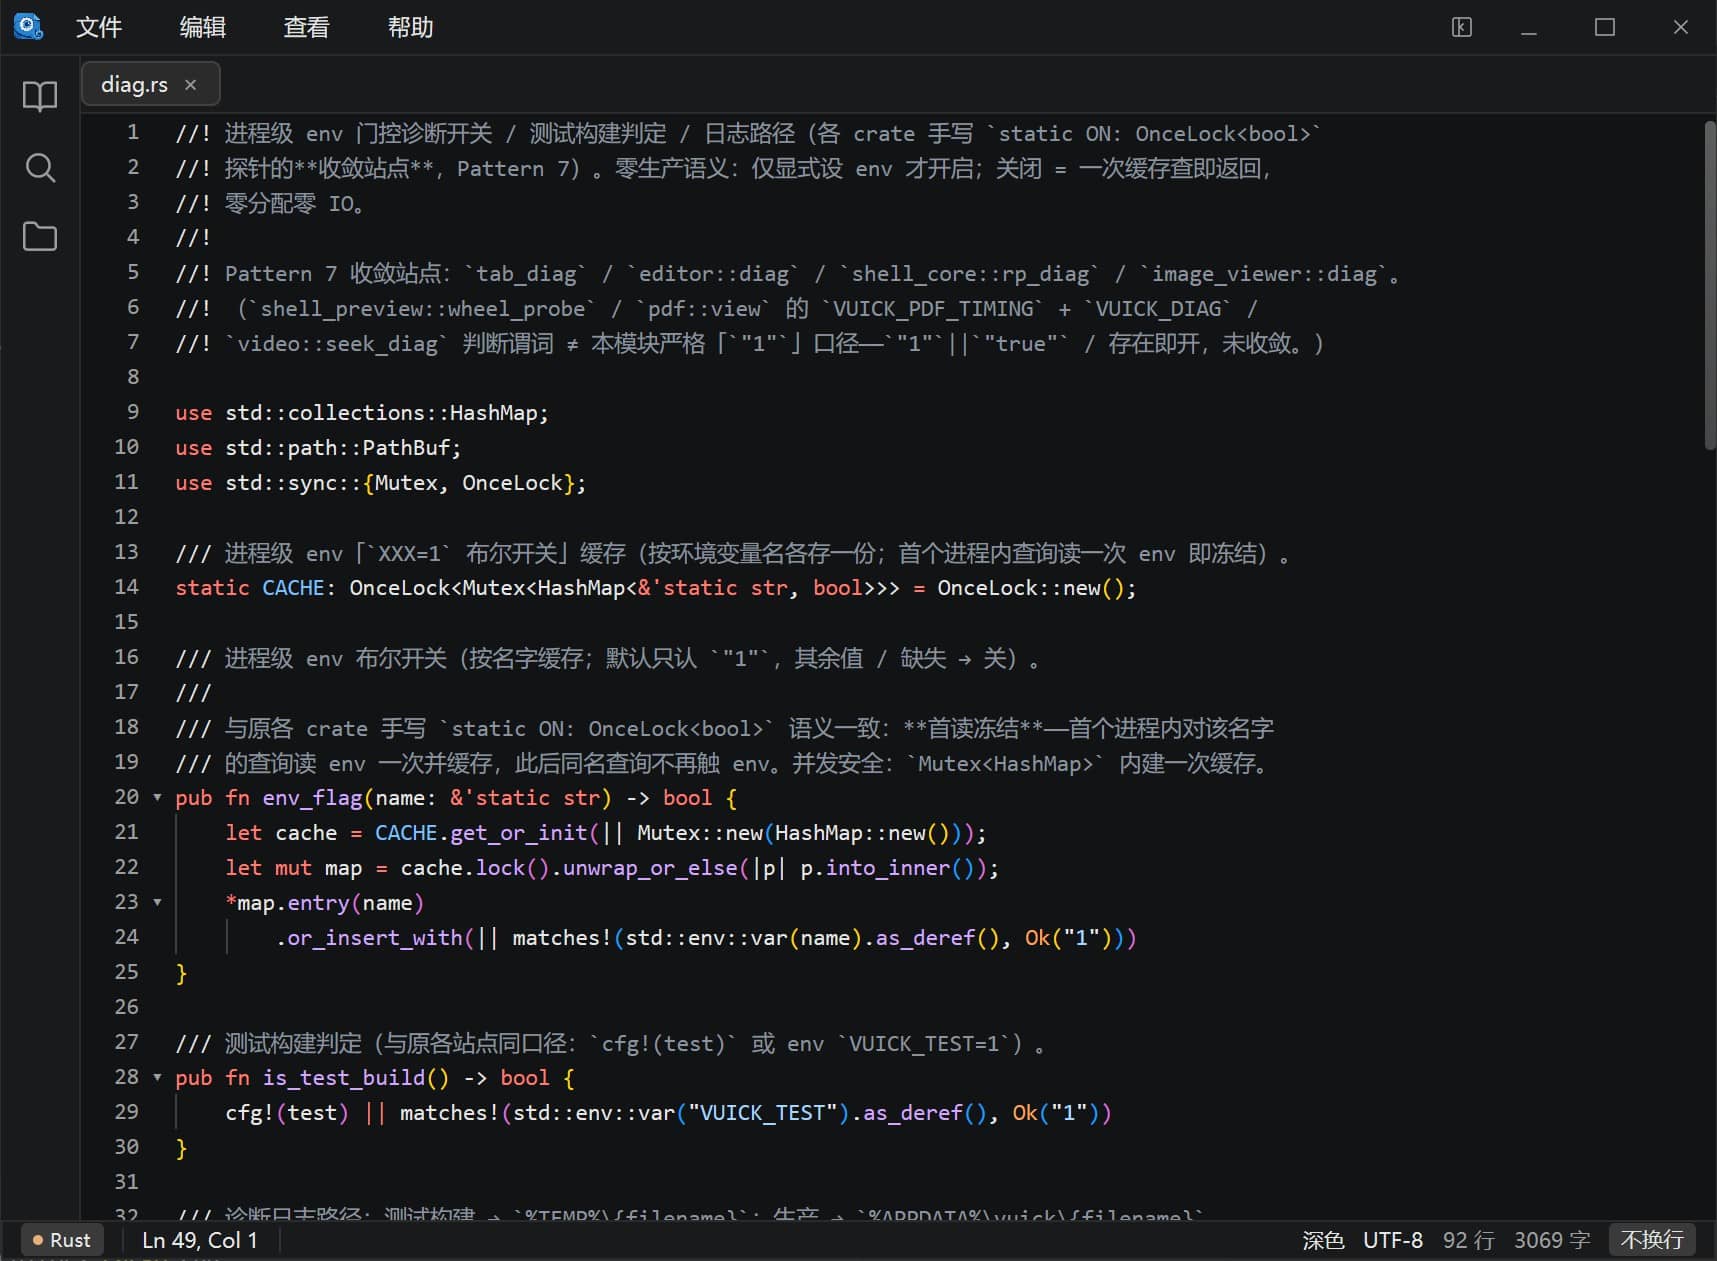 文件 编辑 查看 帮助
diag.rs ×
1 //! 进程级 env 门控诊断开关 / 测试构建判定 / 日志路径（各 crate 手写 `static ON: OnceLock<bool>`
2 //! 探针的**收敛站点**，Pattern 7）。零生产语义：仅显式设 env 才开启；关闭 = 一次缓存查即返回，
3 //! 零分配零 IO。
4 //!
5 //! Pattern 7 收敛站点：`tab_diag` / `editor::diag` / `shell_core::rp_diag` / `image_viewer::diag`。
6 //! （`shell_preview::wheel_probe` / `pdf::view` 的 `VUICK_PDF_TIMING` + `VUICK_DIAG` /
7 //! `video::seek_diag` 判断谓词 ≠ 本模块严格「`"1"`」口径——`"1"`||`"true"` / 存在即开，未收敛。）
8
9 use std::collections::HashMap;
10 use std::path::PathBuf;
11 use std::sync::{Mutex, OnceLock};
12
13 /// 进程级 env「`XXX=1` 布尔开关」缓存（按环境变量名各存一份；首个进程内查询读一次 env 即冻结）。
14 static CACHE: OnceLock<Mutex<HashMap<&'static str, bool>>> = OnceLock::new();
15
16 /// 进程级 env 布尔开关（按名字缓存；默认只认 `"1"`，其余值 / 缺失 → 关）。
17 ///
18 /// 与原各 crate 手写 `static ON: OnceLock<bool>` 语义一致：**首读冻结**——首个进程内对该名字
19 /// 的查询读 env 一次并缓存，此后同名查询不再触 env。并发安全：`Mutex<HashMap>` 内建一次缓存。
20 pub fn env_flag(name: &'static str) -> bool {
21     let cache = CACHE.get_or_init(|| Mutex::new(HashMap::new()));
22     let mut map = cache.lock().unwrap_or_else(|p| p.into_inner());
23     *map.entry(name)
24         .or_insert_with(|| matches!(std::env::var(name).as_deref(), Ok("1")))
25 }
26
27 /// 测试构建判定（与原各站点同口径：`cfg!(test)` 或 env `VUICK_TEST=1`）。
28 pub fn is_test_build() -> bool {
29     cfg!(test) || matches!(std::env::var("VUICK_TEST").as_deref(), Ok("1"))
30 }
31
32 /// 诊断日志路径：测试构建 → `%TEMP%\{filename}`；生产 → `%APPDATA%\vuick\{filename}`
Rust Ln 49, Col 1 深色 UTF-8 92 行 3069 字 不换行